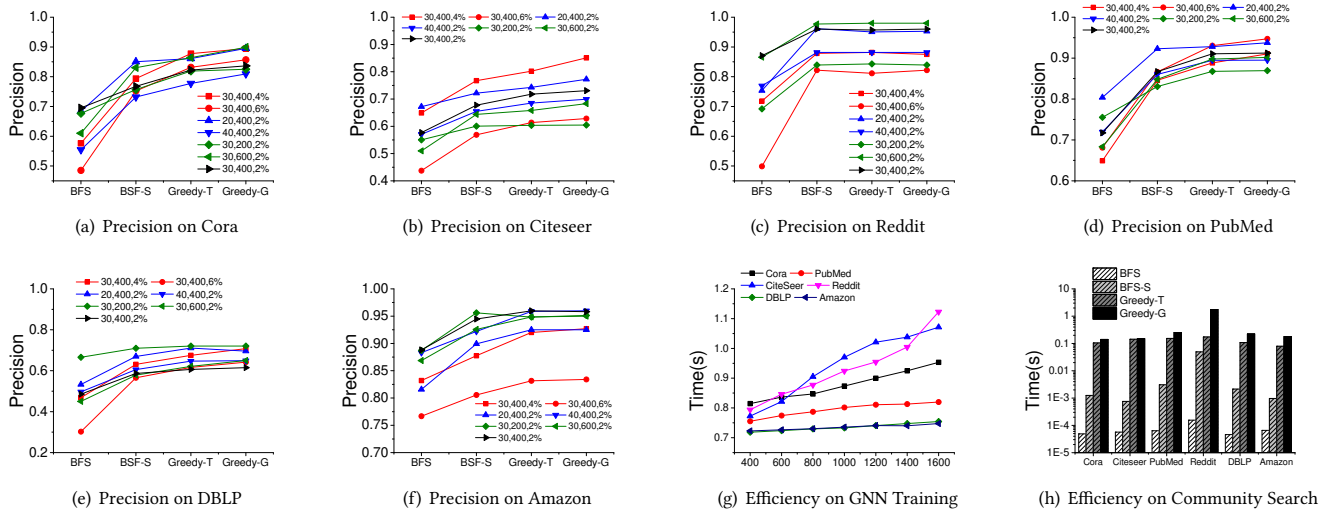 Precision
1.0
0.9
0.8
0.7
0.6
0.5
BFS BSF-S Greedy-T Greedy-G
30,400,4%
30,400,6%
20,400,2%
40,400,2%
30,200,2%
30,600,2%
30,400,2%
(a) Precision on Cora
Precision
1.0
0.9
0.8
0.7
0.6
0.5
0.4
BFS BSF-S Greedy-T Greedy-G
30,400,4% 30,400,6% 20,400,2%
40,400,2% 30,200,2% 30,600,2%
30,400,2%
(b) Precision on Citeseer
Precision
1.0
0.9
0.8
0.7
0.6
0.5
BFS BSF-S Greedy-T Greedy-G
30,400,4%
30,400,6%
20,400,2%
40,400,2%
30,200,2%
30,600,2%
30,400,2%
(c) Precision on Reddit
Precision
1.0
0.9
0.8
0.7
0.6
BFS BSF-S Greedy-T Greedy-G
30,400,4% 30,400,6% 20,400,2%
40,400,2% 30,200,2% 30,600,2%
30,400,2%
(d) Precision on PubMed
Precision
1.0
0.8
0.6
0.4
0.2
BFS BSF-S Greedy-T Greedy-G
30,400,4% 30,400,6%
20,400,2% 40,400,2%
30,200,2% 30,600,2%
30,400,2%
(e) Precision on DBLP
Precision
1.00
0.95
0.90
0.85
0.80
0.75
0.70
BFS BSF-S Greedy-T Greedy-G
30,400,4% 30,400,6%
20,400,2% 40,400,2%
30,200,2% 30,600,2%
30,400,2%
(f) Precision on Amazon
Time(s)
1.2
1.1
1.0
0.9
0.8
0.7
400 600 800 1000 1200 1400 1600
Cora PubMed
CiteSeer Reddit
DBLP Amazon
(g) Efficiency on GNN Training
Time(s)
100
10
1
0.1
0.01
1E-3
1E-4
1E-5
Cora Citeseer PubMed Reddit DBLP Amazon
BFS
BFS-S
Greedy-T
Greedy-G
(h) Efficiency on Community Search